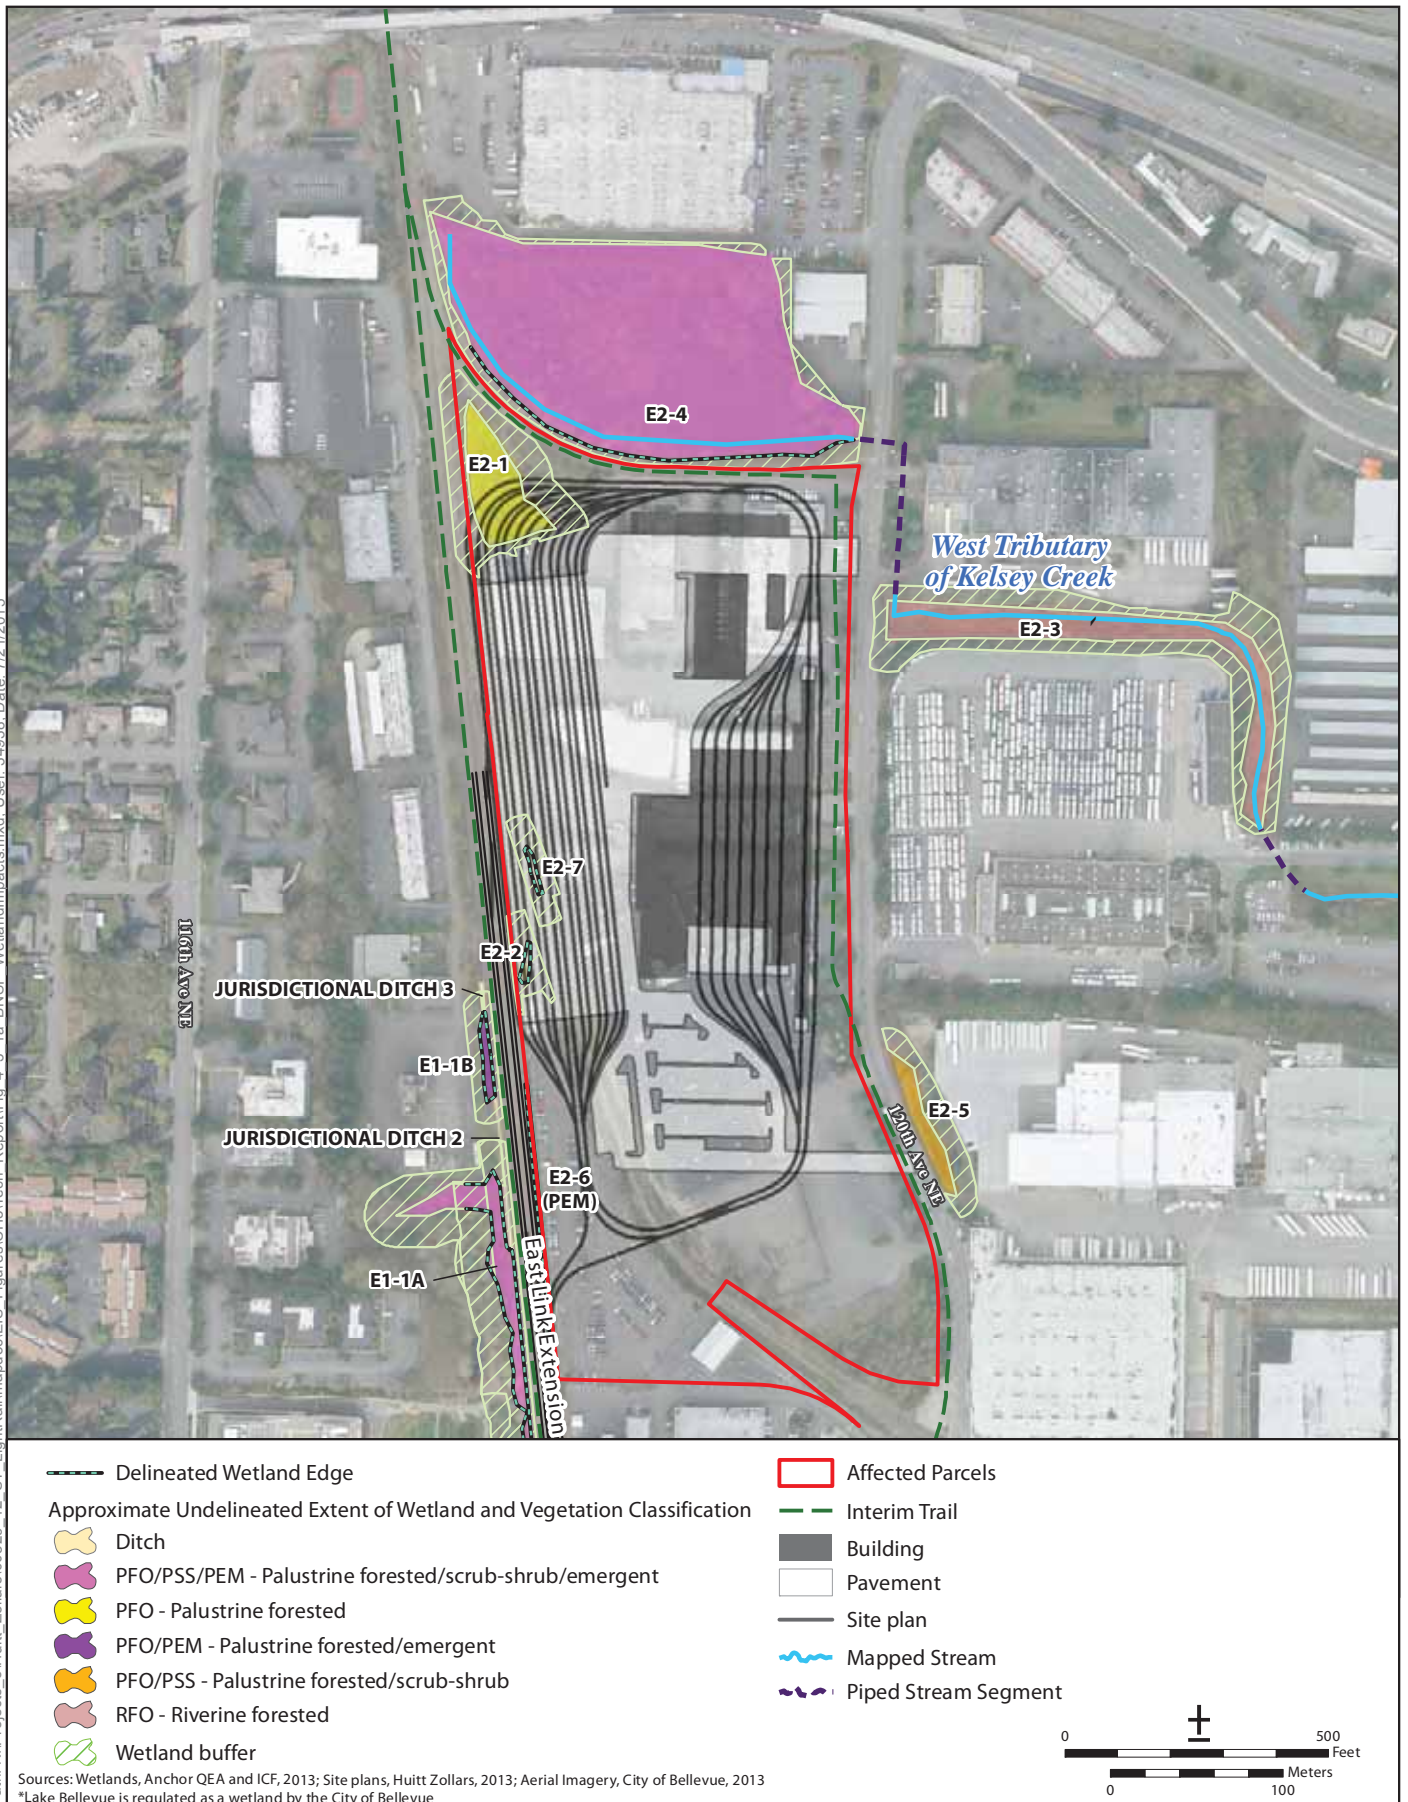 E2-4
E2-1
West Tributary
of Kelsey Creek
E2-3
E2-7
E2-2
116th Ave NE
JURISDICTIONAL DITCH 3
E1-1B
E2-5
120th Ave NE
JURISDICTIONAL DITCH 2
E2-6
(PEM)
E1-1A
East Link Extension
Delineated Wetland Edge
Approximate Undelineated Extent of Wetland and Vegetation Classification
Ditch
PFO/PSS/PEM - Palustrine forested/scrub-shrub/emergent
PFO - Palustrine forested
PFO/PEM - Palustrine forested/emergent
PFO/PSS - Palustrine forested/scrub-shrub
RFO - Riverine forested
Wetland buffer
Affected Parcels
Interim Trail
Building
Pavement
Site plan
Mapped Stream
Piped Stream Segment
0 500
Feet
Meters
0 100
Sources: Wetlands, Anchor QEA and ICF, 2013; Site plans, Huitt Zollars, 2013; Aerial Imagery, City of Bellevue, 2013
*Lake Bellevue is regulated as a wetland by the City of Bellevue